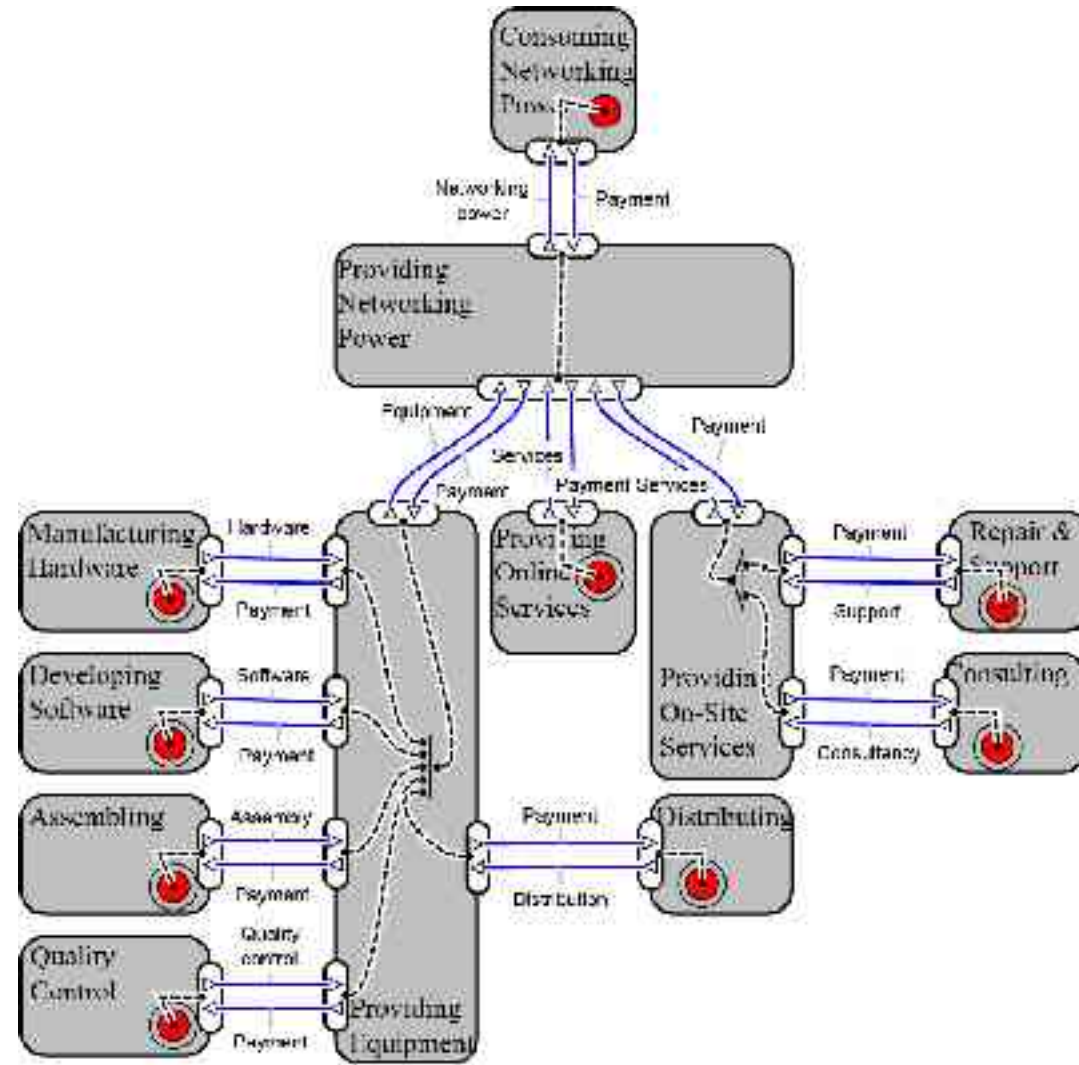 Consuming
Networking
Networking
power
Payment
Providing
Networking
Power
Equipment
Payment
Services
Payment Services
Payment
Manufacturing
Hardware
Hardware
Payment
Providing
Online
Services
Payment
Support
Repair &
Support
Developing
Software
Software
Payment
Providin
On-Site
Services
Payment
Consultancy
Consulting
Assembling
Assembly
Payment
Payment
Distribution
Distributing
Quality
Control
Quality
control
Payment
Providing
Equipment